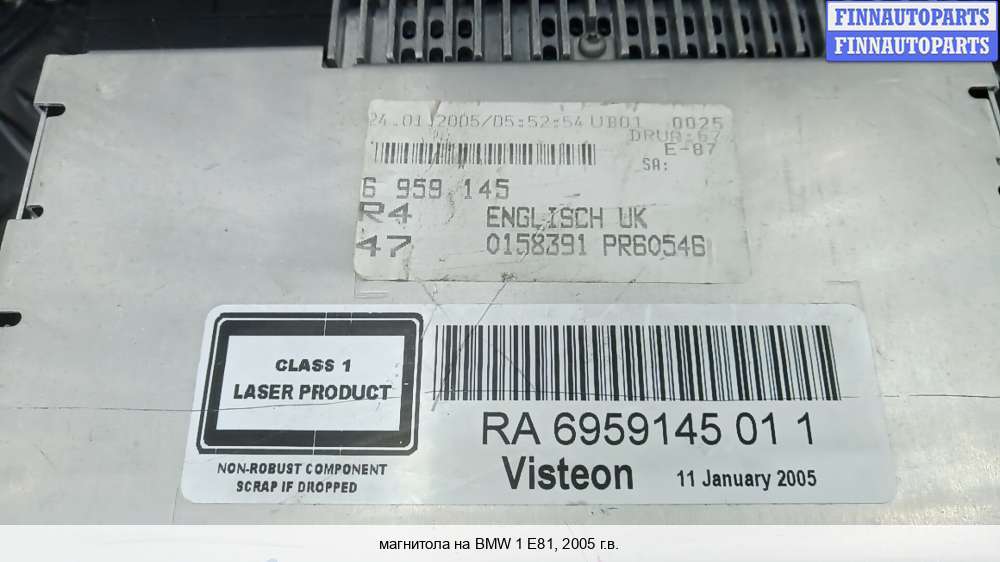 FINNAUTOPARTS
FINNAUTOPARTS
24.01.2005/05:52:54 UB01 0025
DRUA:67
E-87
SA:
6 959 145
R4 ENGLISCH UK
47 0158391 PR60546
CLASS 1
LASER PRODUCT
NON-ROBUST COMPONENT
SCRAP IF DROPPED
RA 6959145 01 1
Visteon 11 January 2005
магнитола на BMW 1 E81, 2005 г.в.